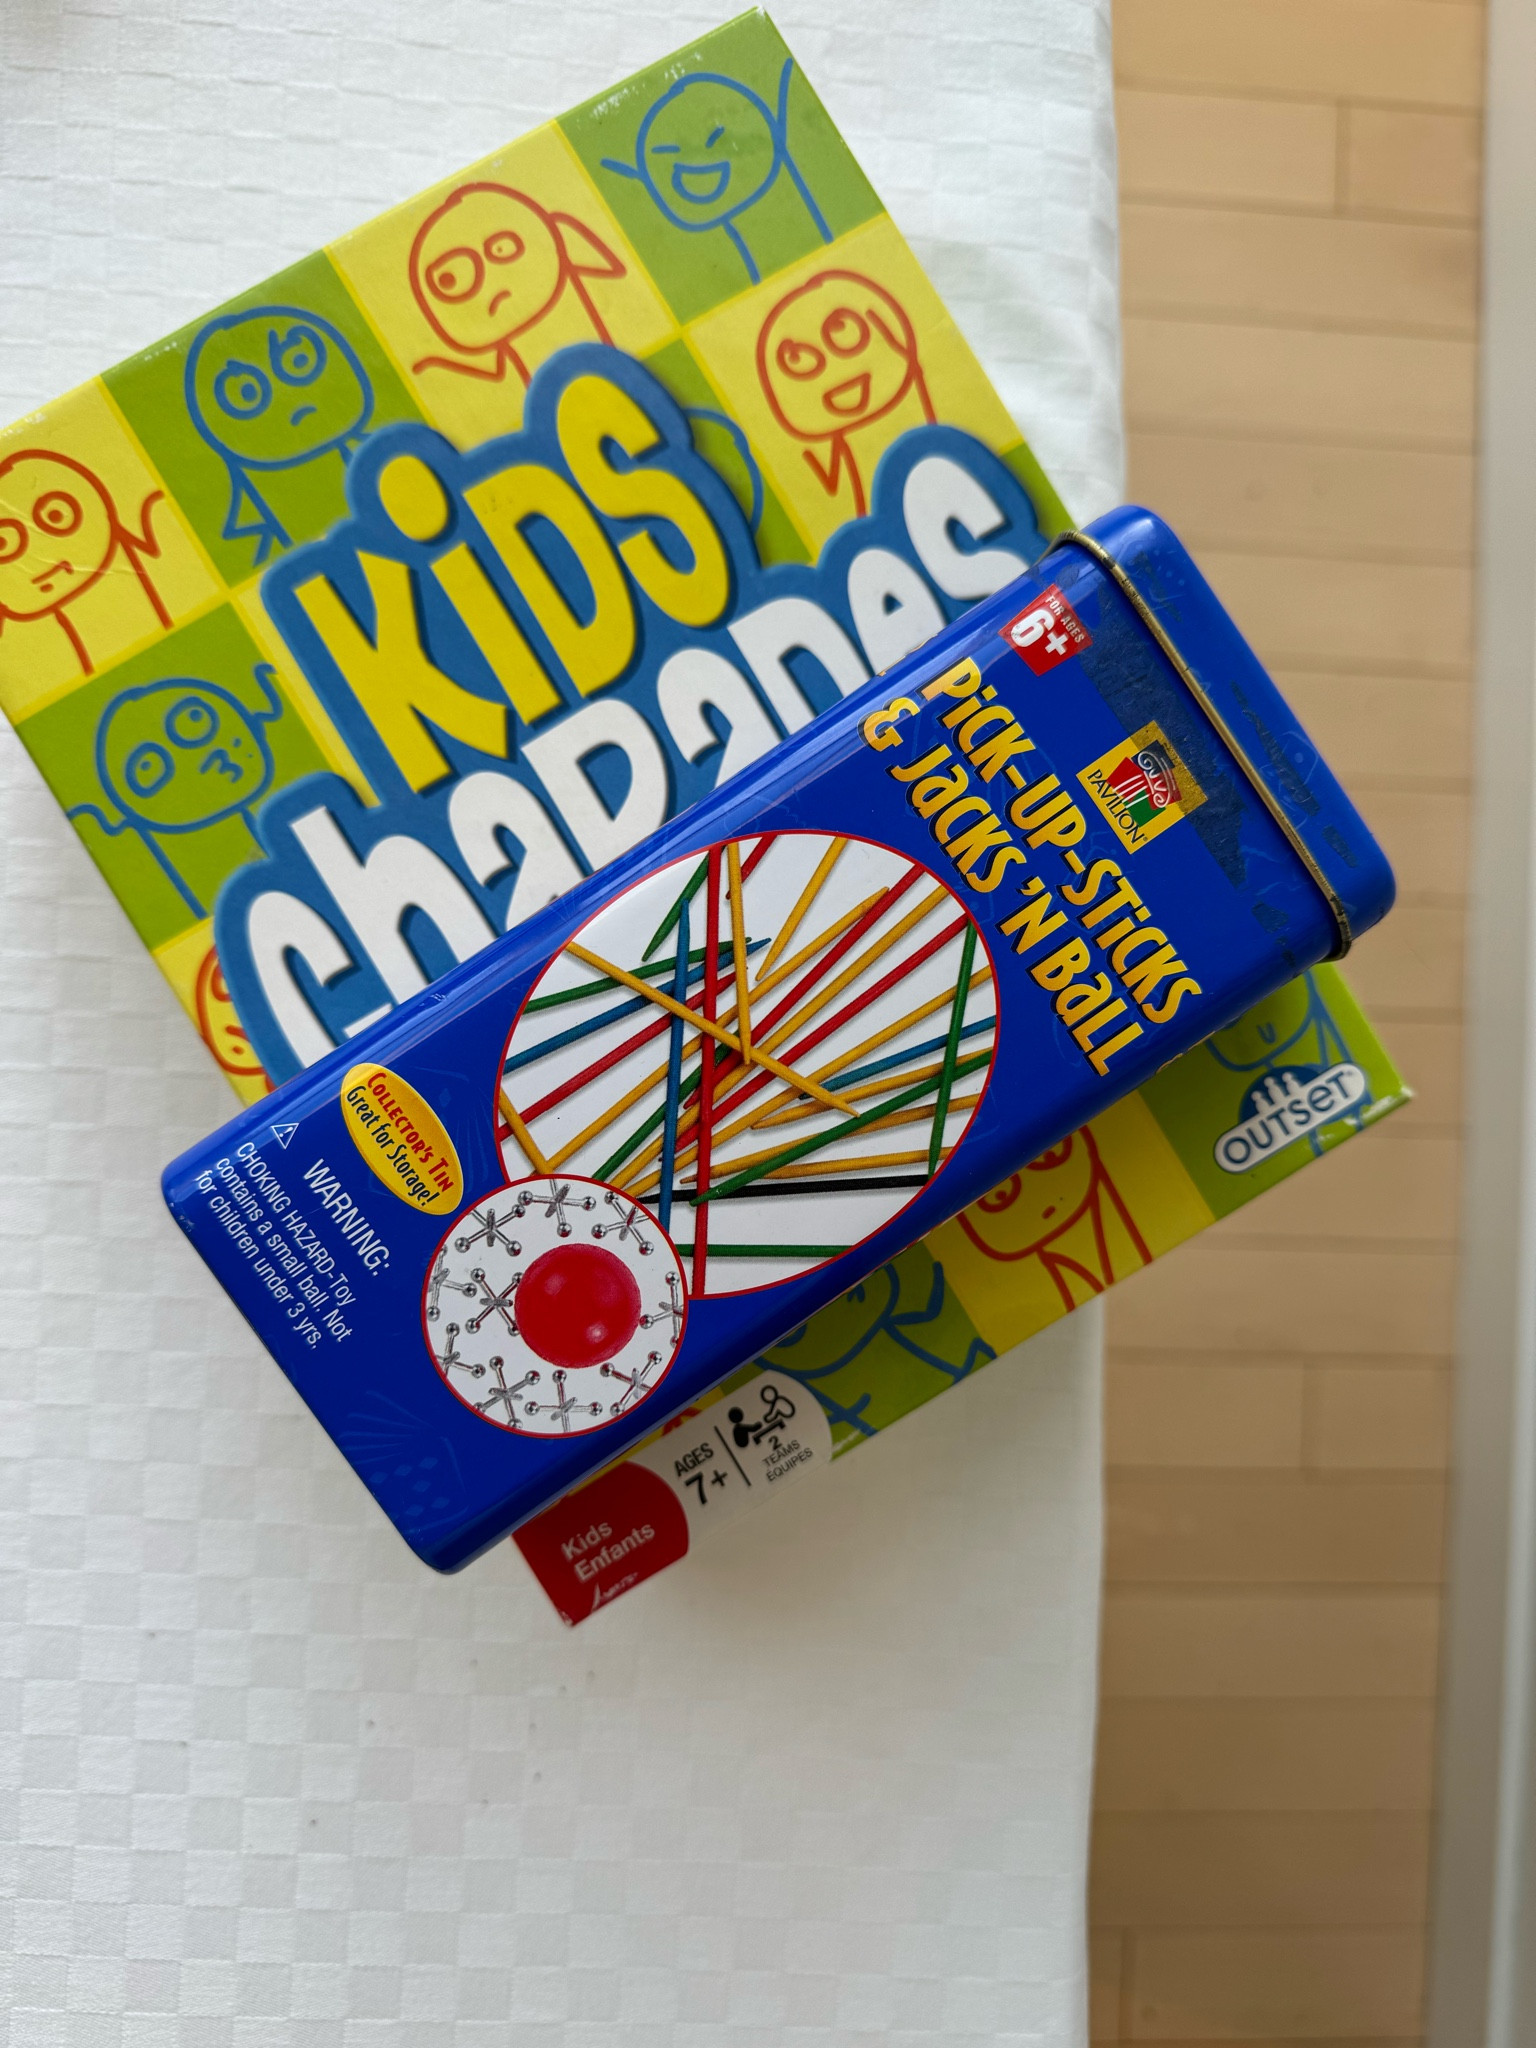 KiDS
CHaRaDes
FOR AGES
6+
PAVILION®
PiCK-UP-STiCKS
& JaCKS 'N BaLL
COLLECTOR'S TIN
Great for Storage!
WARNING:
CHOKING HAZARD-Toy
contains a small ball. Not
for children under 3 yrs.
OUTSET
AGES
7+
2
TEAMS
ÉQUIPES
Kids
Enfants